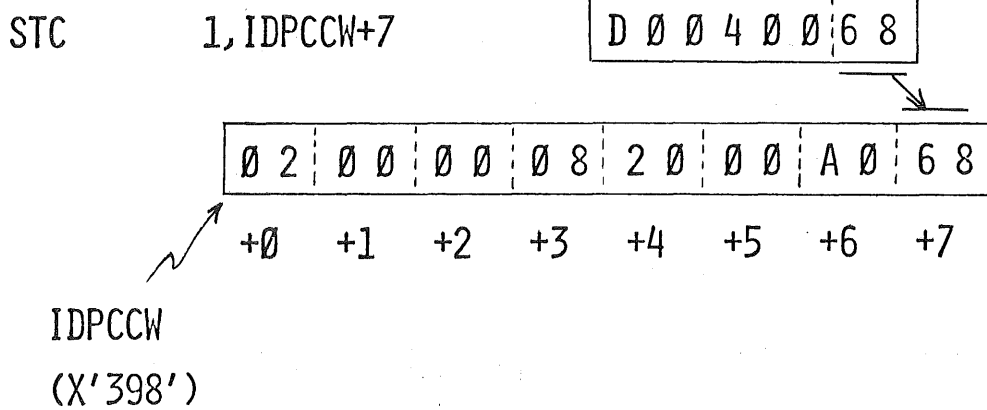 STC 1,IDPCCW+7 D Ø Ø 4 Ø Ø 6 8
Ø 2 Ø Ø Ø Ø Ø 8 2 Ø Ø Ø A Ø 6 8
+Ø +1 +2 +3 +4 +5 +6 +7
IDPCCW
(X'398')